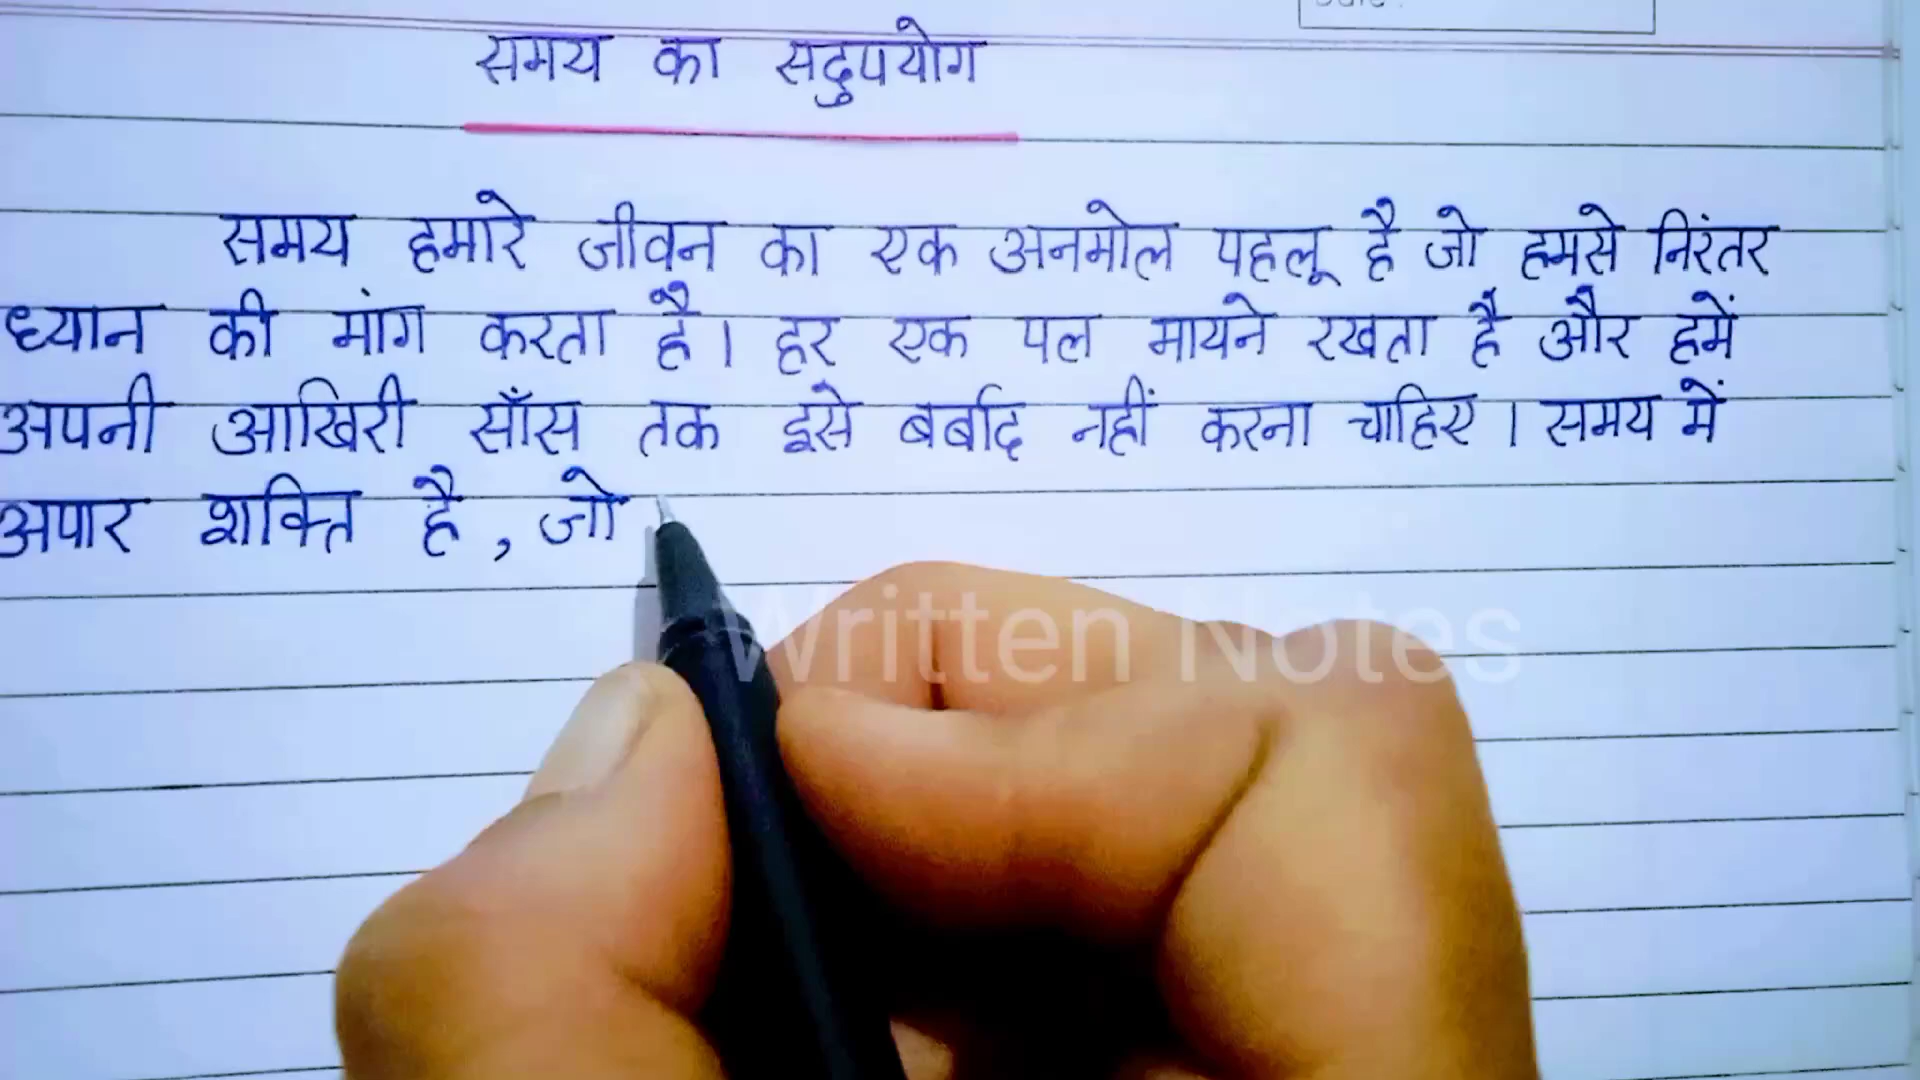 समय का सदुपयोग
समय हमारे जीवन का एक अनमोल पहलू है जो हमसे निरंतर
ध्यान की मांग करता है। हर एक पल मायने रखता है और हमें
अपनी आखिरी साँस तक इसे बर्बाद नहीं करना चाहिए। समय में
अपार शक्ति है, जो
Written Notes